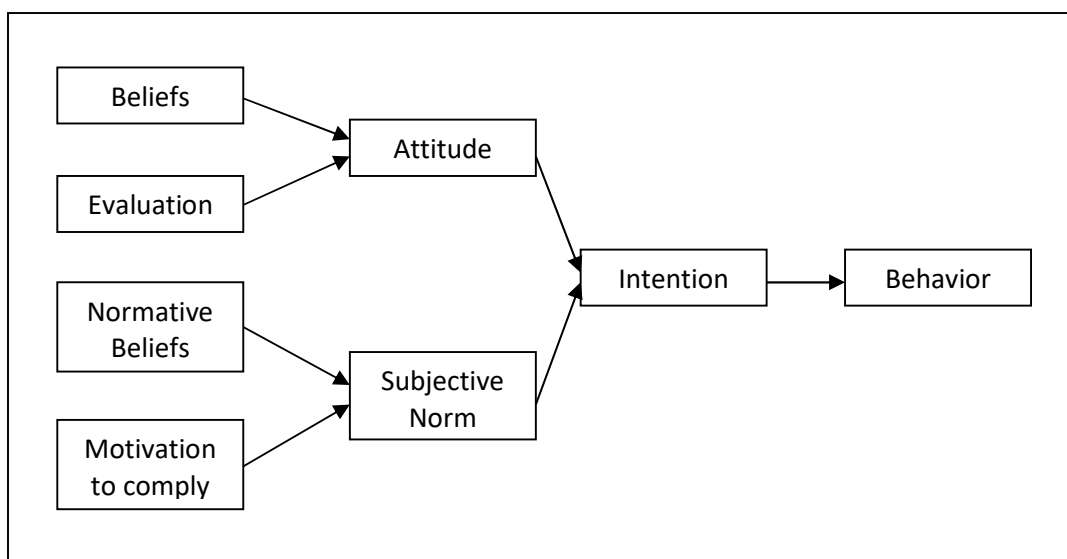 Beliefs
Evaluation
Attitude
Normative
Beliefs
Motivation
to comply
Subjective
Norm
Intention
Behavior